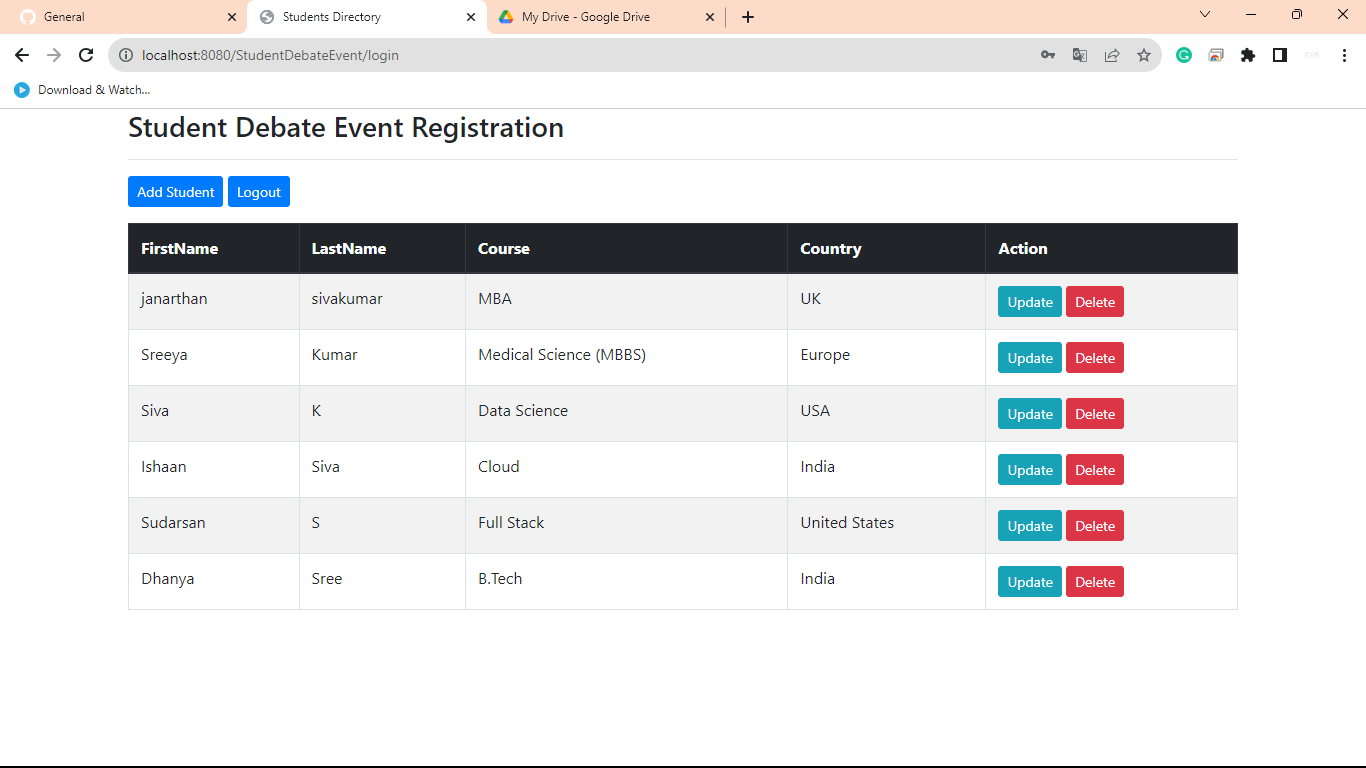 General
Students Directory
My Drive - Google Drive
localhost:8080/StudentDebateEvent/login
Download & Watch...
Student Debate Event Registration
Add Student Logout
FirstName LastName Course Country Action
janarthan sivakumar MBA UK Update Delete
Sreeya Kumar Medical Science (MBBS) Europe Update Delete
Siva K Data Science USA Update Delete
Ishaan Siva Cloud India Update Delete
Sudarsan S Full Stack United States Update Delete
Dhanya Sree B.Tech India Update Delete